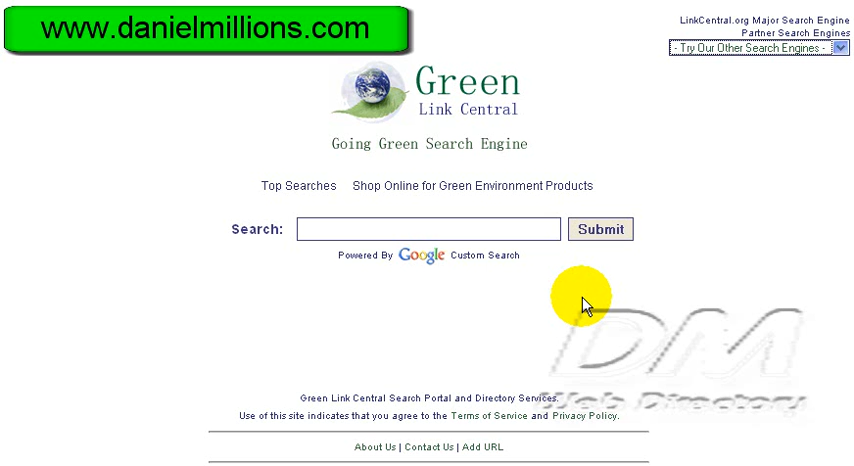 www.danielmillions.com
LinkCentral.org Major Search Engine
Partner Search Engines
- Try Our Other Search Engines -
Green
Link Central
Going Green Search Engine
Top Searches Shop Online for Green Environment Products
Search: Submit
Powered By Google Custom Search
DM
Web Directory
Green Link Central Search Portal and Directory Services.
Use of this site indicates that you agree to the Terms of Service and Privacy Policy.
About Us | Contact Us | Add URL